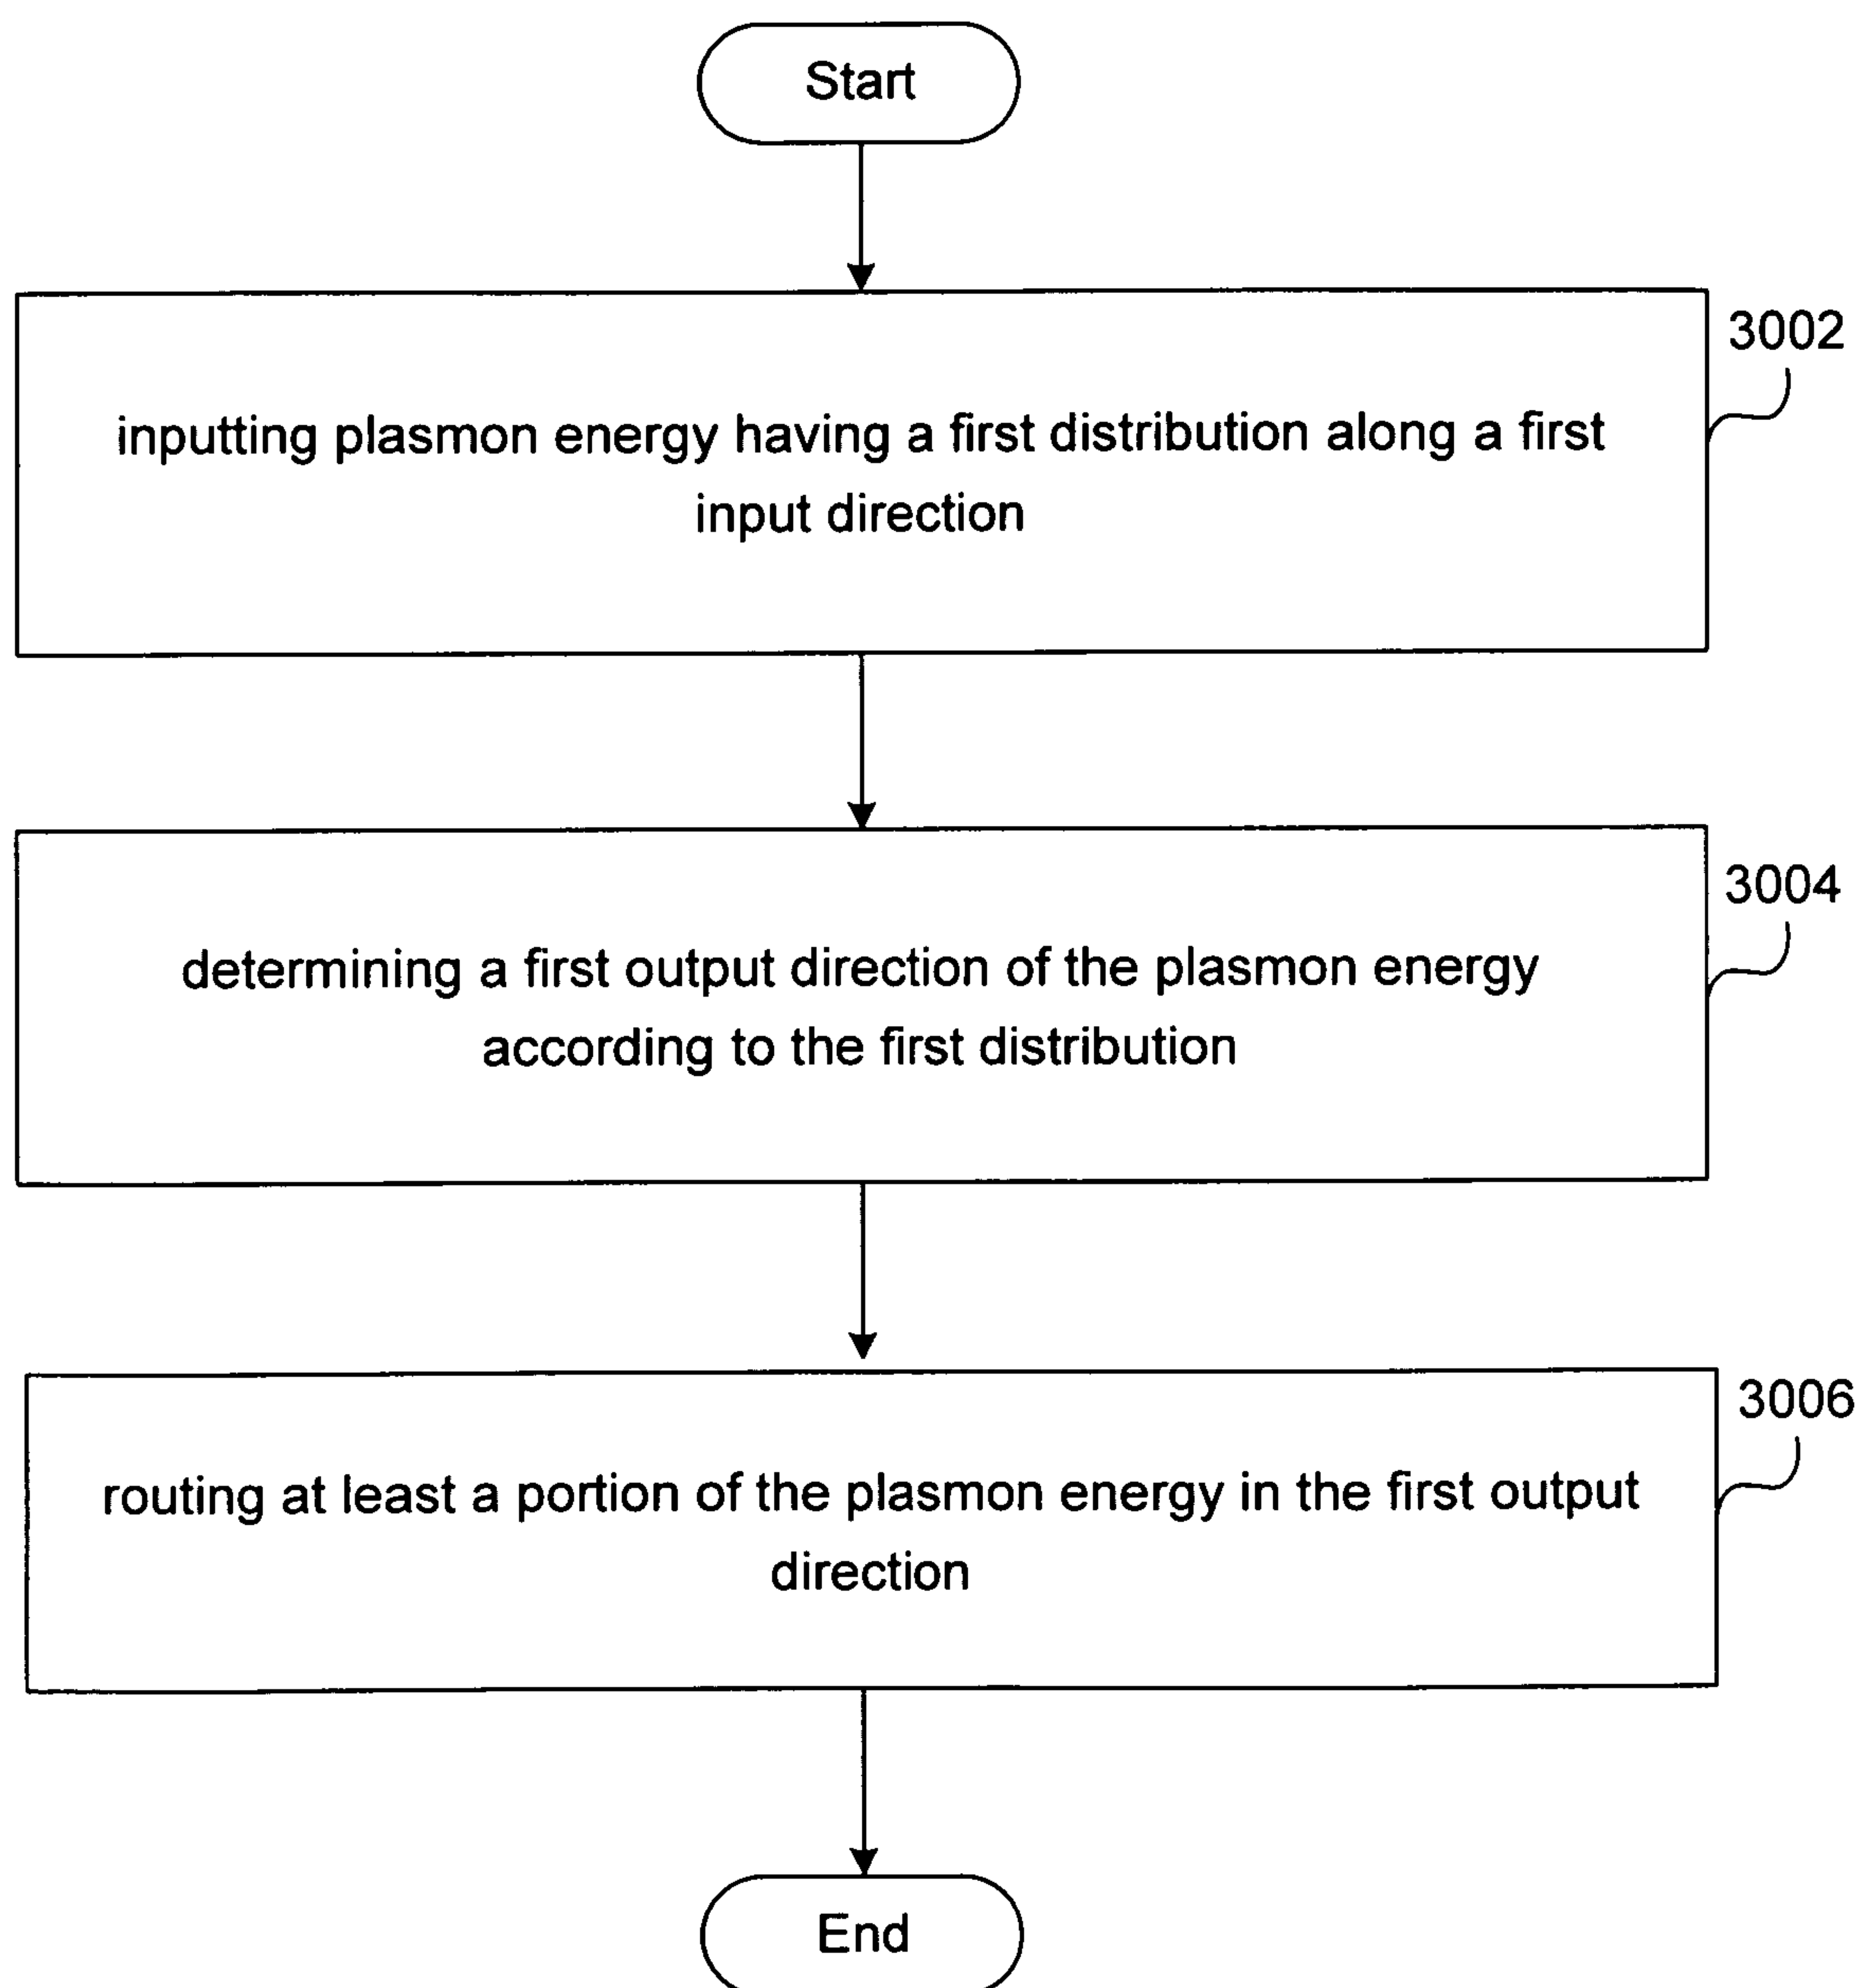 Start
3002
inputting plasmon energy having a first distribution along a first
input direction
3004
determining a first output direction of the plasmon energy
according to the first distribution
3006
routing at least a portion of the plasmon energy in the first output
direction
End